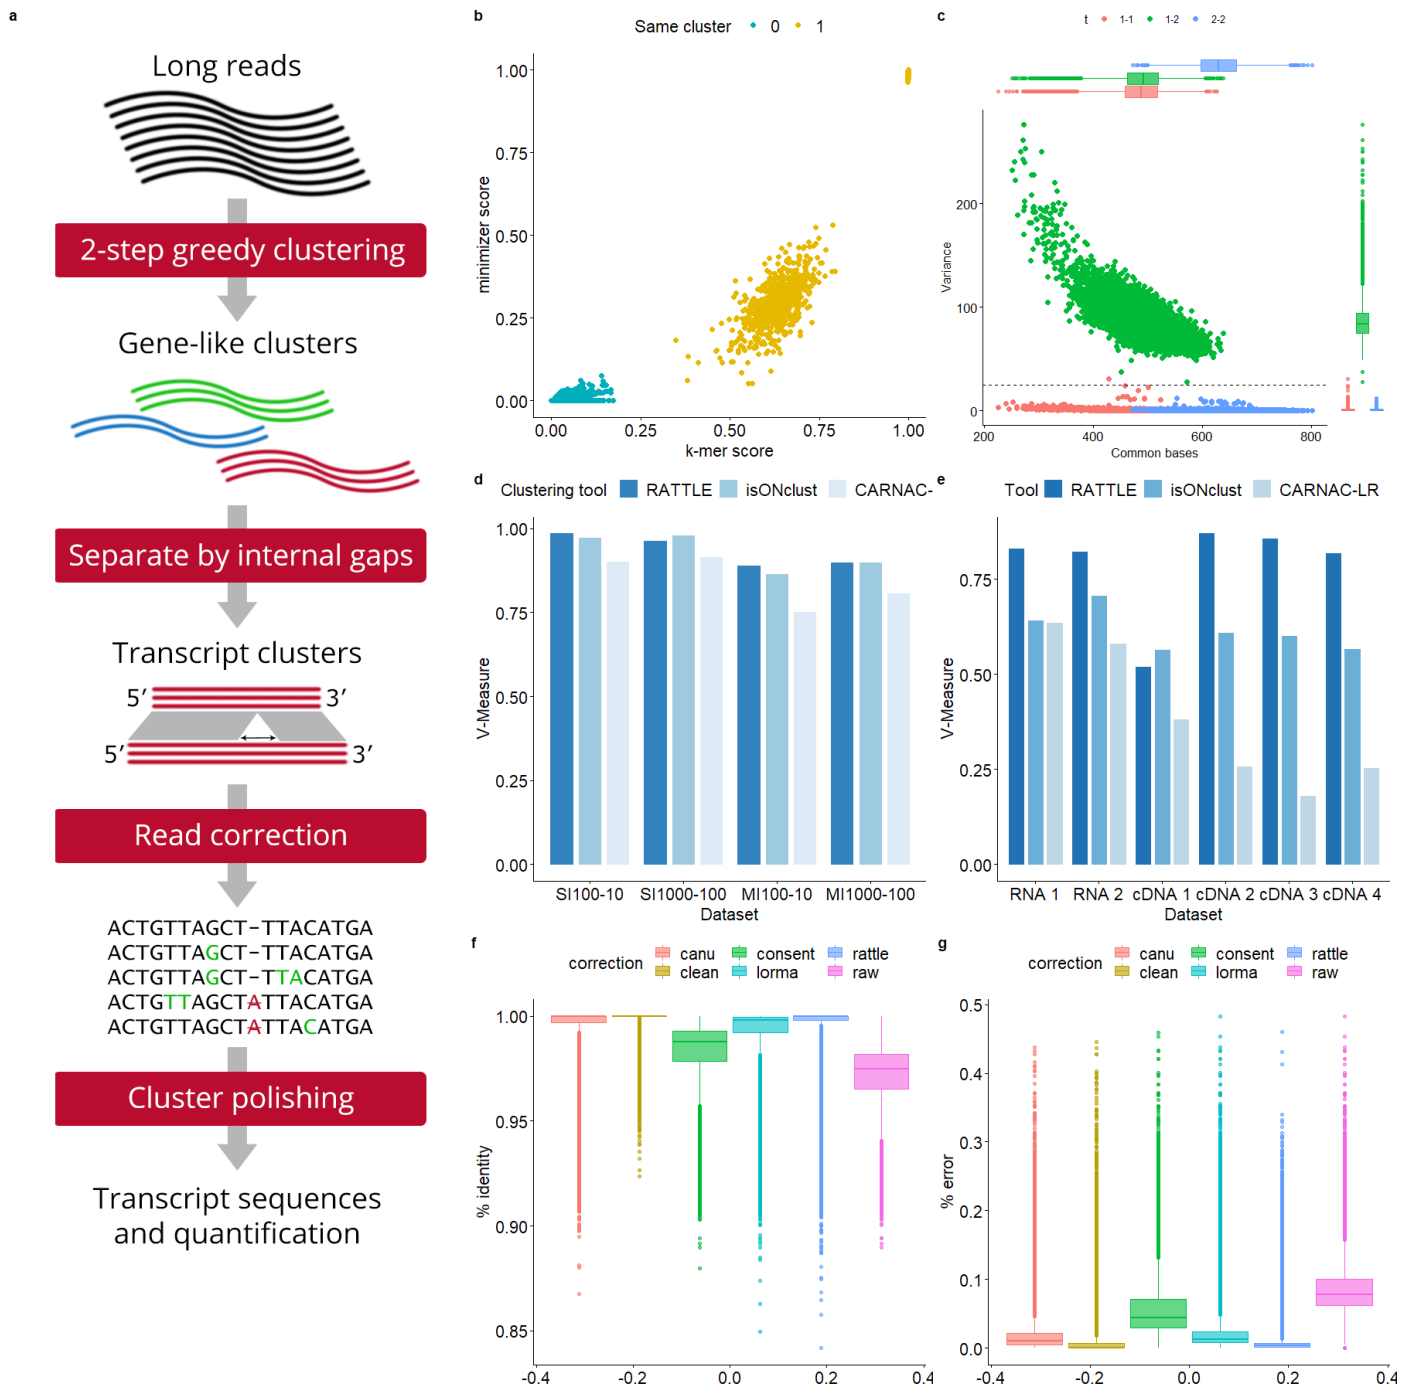 a
Long reads
2-step greedy clustering
Gene-like clusters
Separate by internal gaps
Transcript clusters
5′ 3′
5′ 3′
Read correction
ACTGTTAGCT–TTACATGA
ACTGTTAGCT–TTACATGA
ACTGTTAGCT–TTACATGA
ACTGTTAGCTATTACATGA
ACTGTTAGCTATTACATGA
Cluster polishing
Transcript sequences
and quantification
b
Same cluster 0 1
minimizer score
1.00
0.75
0.50
0.25
0.00
0.00 0.25 0.50 0.75 1.00
k-mer score
c
t 1-1 1-2 2-2
Variance
200
100
0
200 400 600 800
Common bases
d
Clustering tool RATTLE isONclust CARNAC-
V-Measure
1.00
0.75
0.50
0.25
0.00
SI100-10 SI1000-100 MI100-10 MI1000-100
Dataset
e
Tool RATTLE isONclust CARNAC-LR
V-Measure
0.75
0.50
0.25
0.00
RNA 1 RNA 2 cDNA 1 cDNA 2 cDNA 3 cDNA 4
Dataset
f
correction canu consent rattle
clean lorma raw
% identity
1.00
0.95
0.90
0.85
-0.4 -0.2 0.0 0.2 0.4
g
correction canu consent rattle
clean lorma raw
% error
0.5
0.4
0.3
0.2
0.1
0.0
-0.4 -0.2 0.0 0.2 0.4